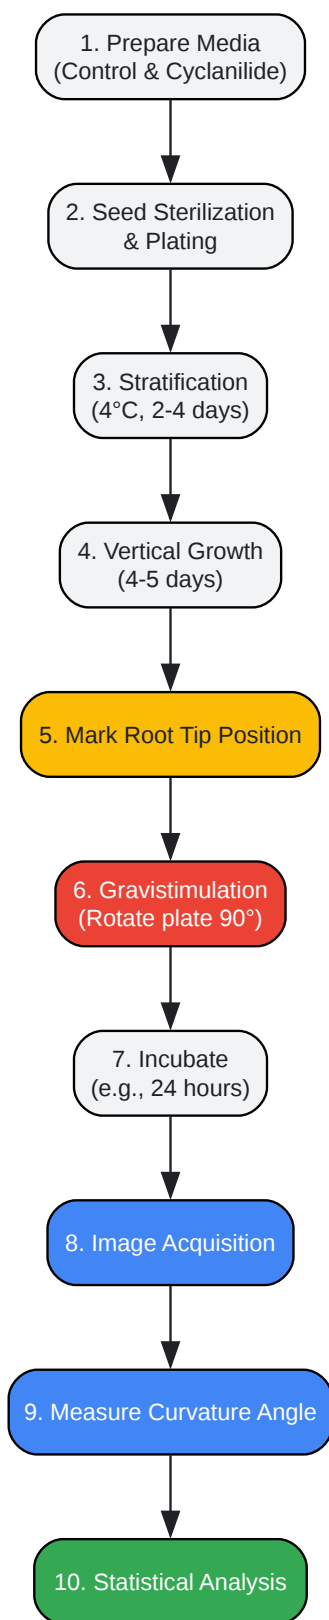 1. Prepare Media
(Control & Cyclanilide)
2. Seed Sterilization
& Plating
3. Stratification
(4°C, 2-4 days)
4. Vertical Growth
(4-5 days)
5. Mark Root Tip Position
6. Gravistimulation
(Rotate plate 90°)
7. Incubate
(e.g., 24 hours)
8. Image Acquisition
9. Measure Curvature Angle
10. Statistical Analysis